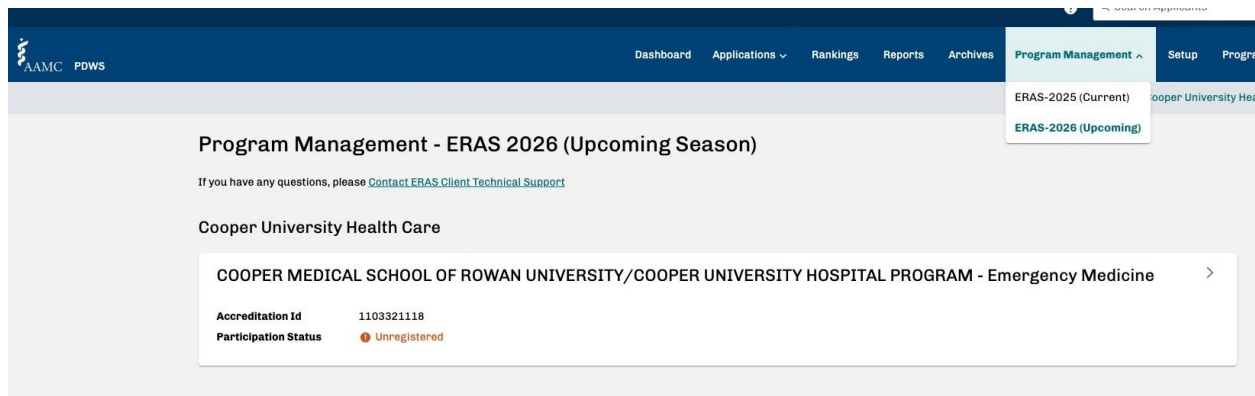 AAMC PDWS Dashboard Applications Rankings Reports Archives Program Management Setup
ERAS-2025 (Current)
ERAS-2026 (Upcoming)
Program Management - ERAS 2026 (Upcoming Season)
If you have any questions, please Contact ERAS Client Technical Support
Cooper University Health Care
COOPER MEDICAL SCHOOL OF ROWAN UNIVERSITY/COOPER UNIVERSITY HOSPITAL PROGRAM - Emergency Medicine
Accreditation Id 1103321118
Participation Status Unregistered